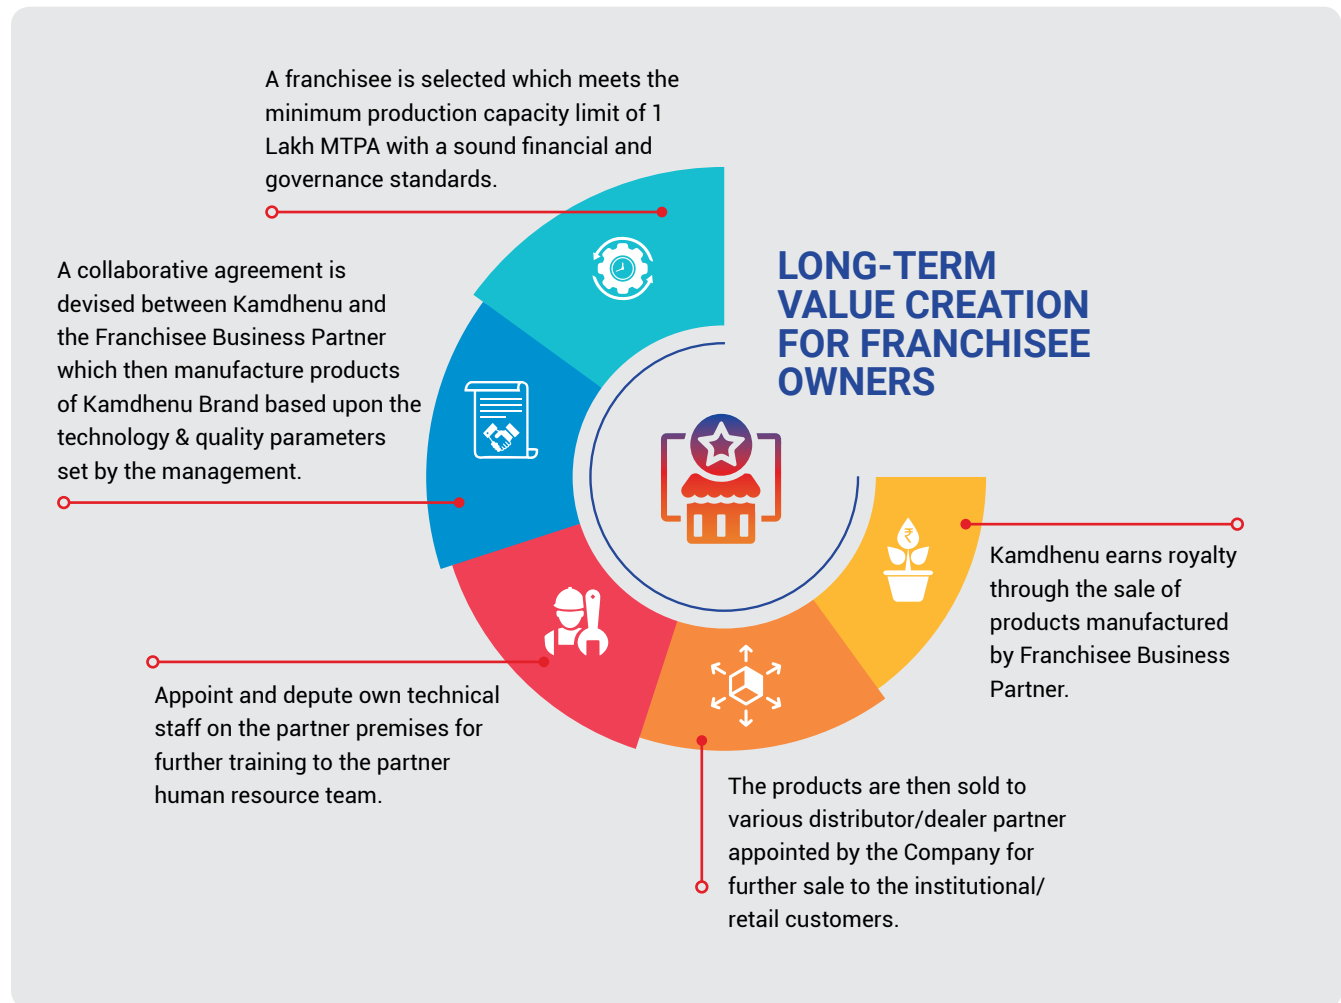 A franchisee is selected which meets the
minimum production capacity limit of 1
Lakh MTPA with a sound financial and
governance standards.
A collaborative agreement is
devised between Kamdhenu and
the Franchisee Business Partner
which then manufacture products
of Kamdhenu Brand based upon the
technology & quality parameters
set by the management.
LONG-TERM
VALUE CREATION
FOR FRANCHISEE
OWNERS
₹
Kamdhenu earns royalty
through the sale of
products manufactured
by Franchisee Business
Partner.
Appoint and depute own technical
staff on the partner premises for
further training to the partner
human resource team.
The products are then sold to
various distributor/dealer partner
appointed by the Company for
further sale to the institutional/
retail customers.